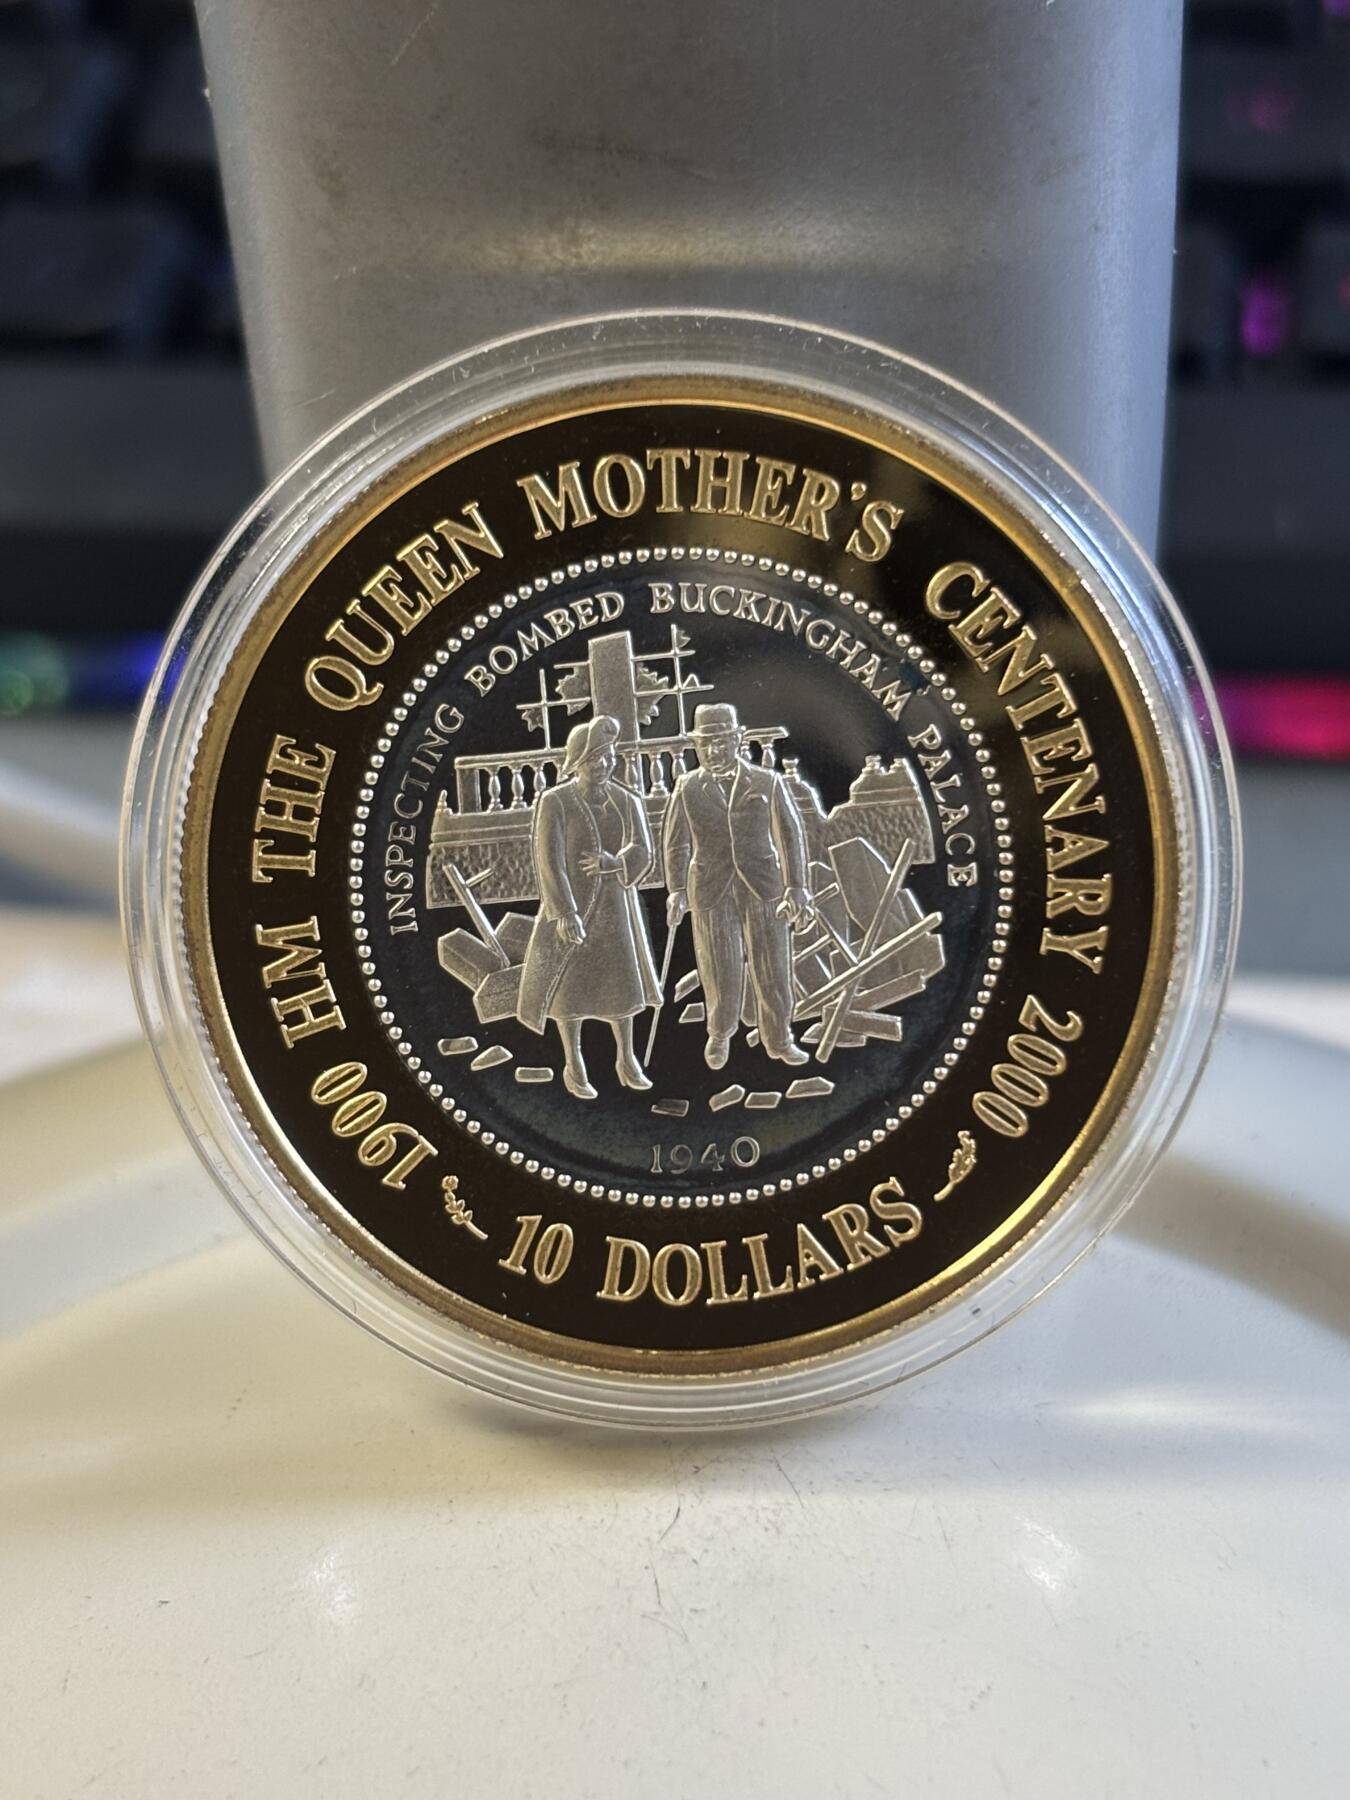 1900 HM THE QUEEN MOTHER'S CENTENARY 2000
10 DOLLARS
INSPECTING BOMBED BUCKINGHAM PALACE
1940